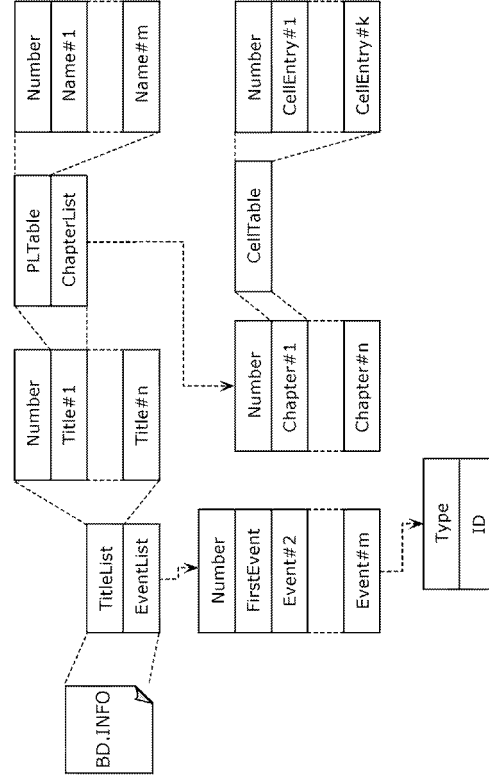 BD.INFO
TitleList
EventList
Number
Title#1
Title#n
PLTable
ChapterList
Number
Name#1
Name#m
Number
FirstEvent
Event#2
Event#m
Type
ID
Number
Chapter#1
Chapter#n
CellTable
Number
CellEntry#1
CellEntry#k